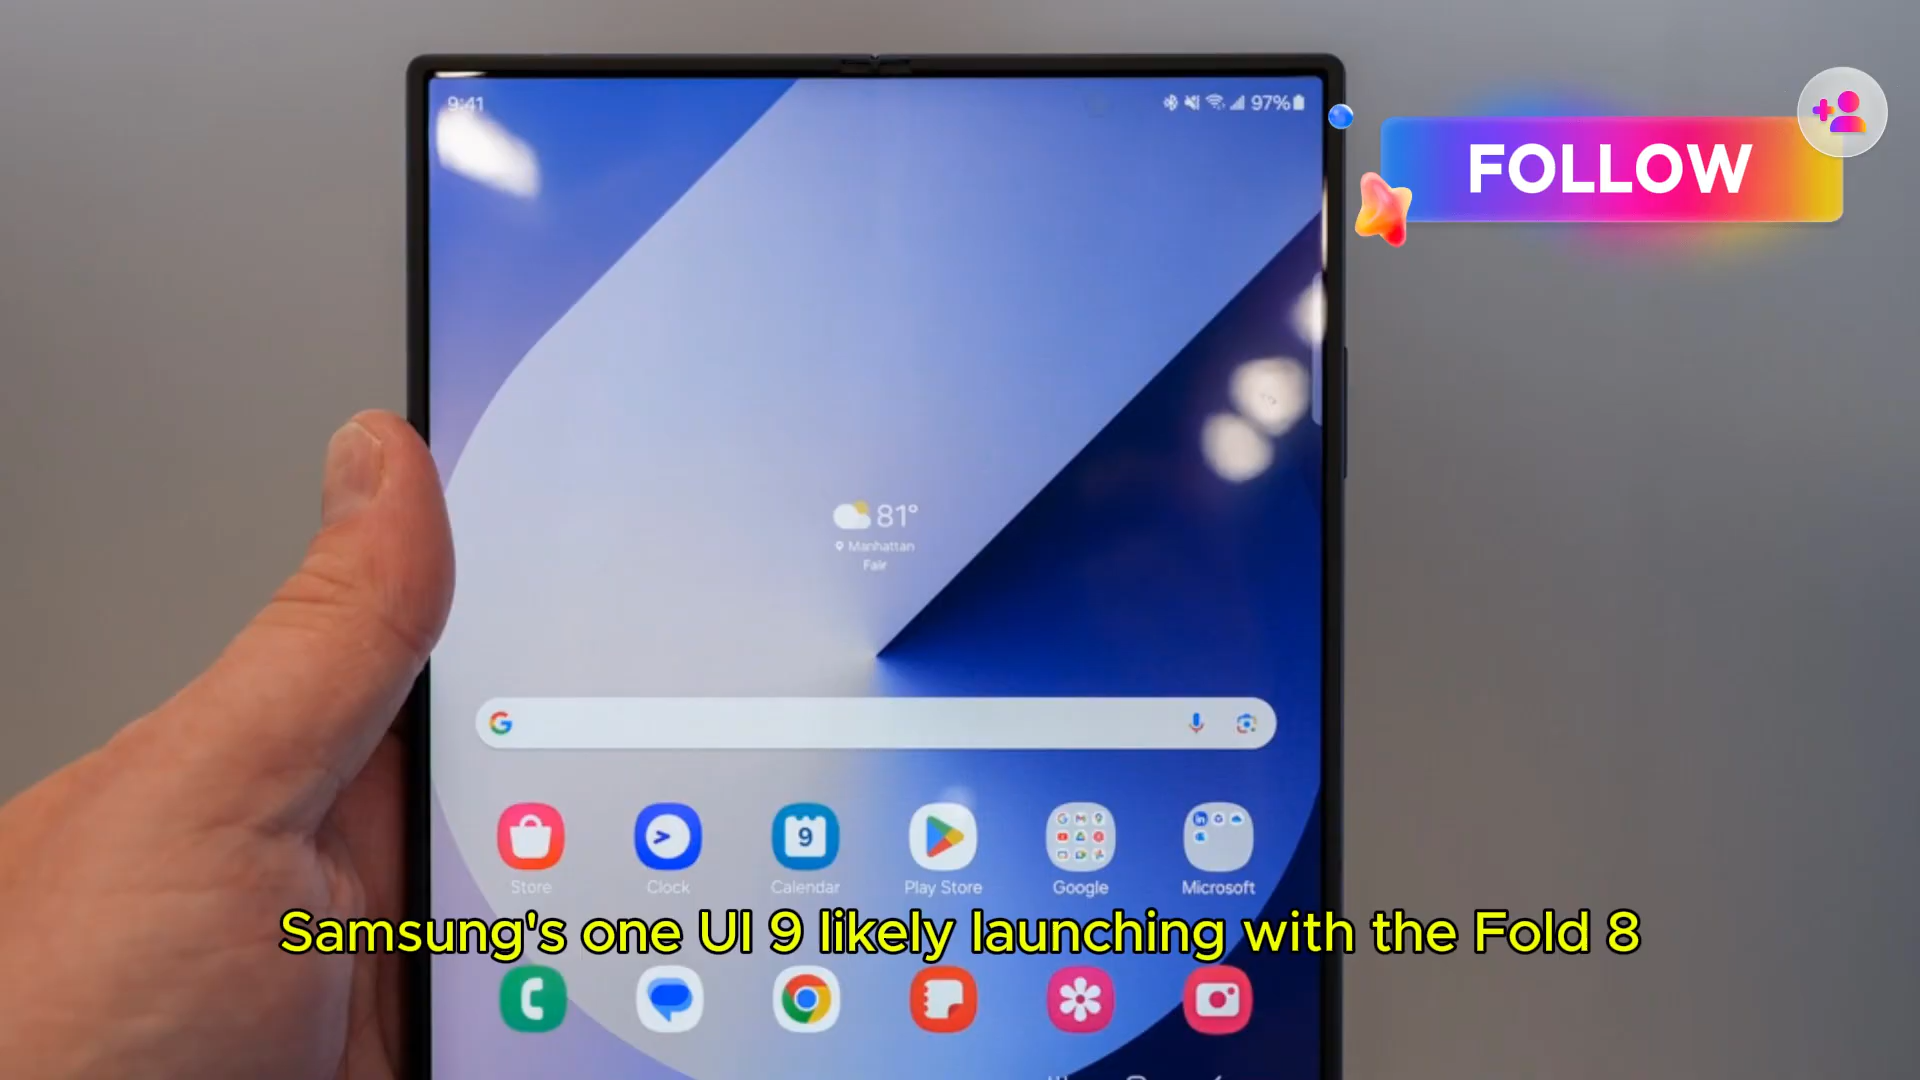 9:41
97%
FOLLOW
81°
Manhattan
Fair
G
9
Store
Clock
Calendar
Play Store
Google
Microsoft
Samsung's one UI 9 likely launching with the Fold 8